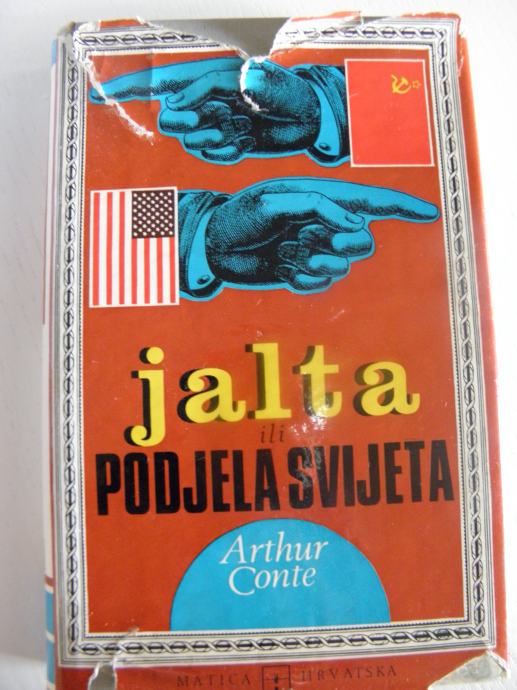 jalta
ili
PODJELA SVIJETA
Arthur
Conte
MATICA HRVATSKA